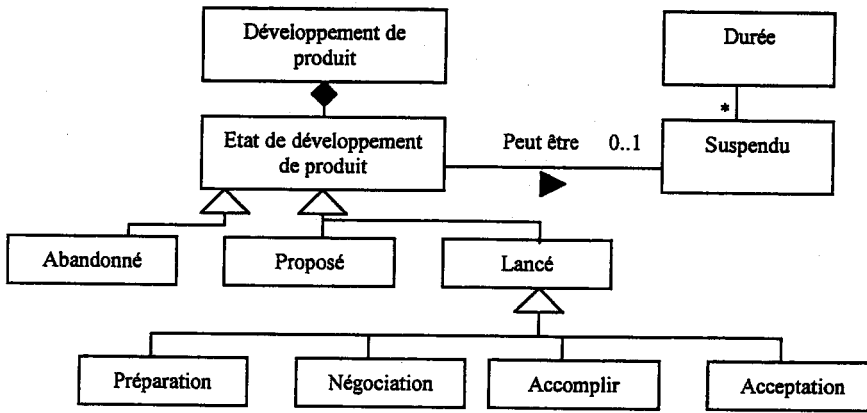 Développement de
produit
Durée
*
Etat de développement
de produit
Peut être 0..1
Suspendu
Abandonné
Proposé
Lancé
Préparation
Négociation
Accomplir
Acceptation